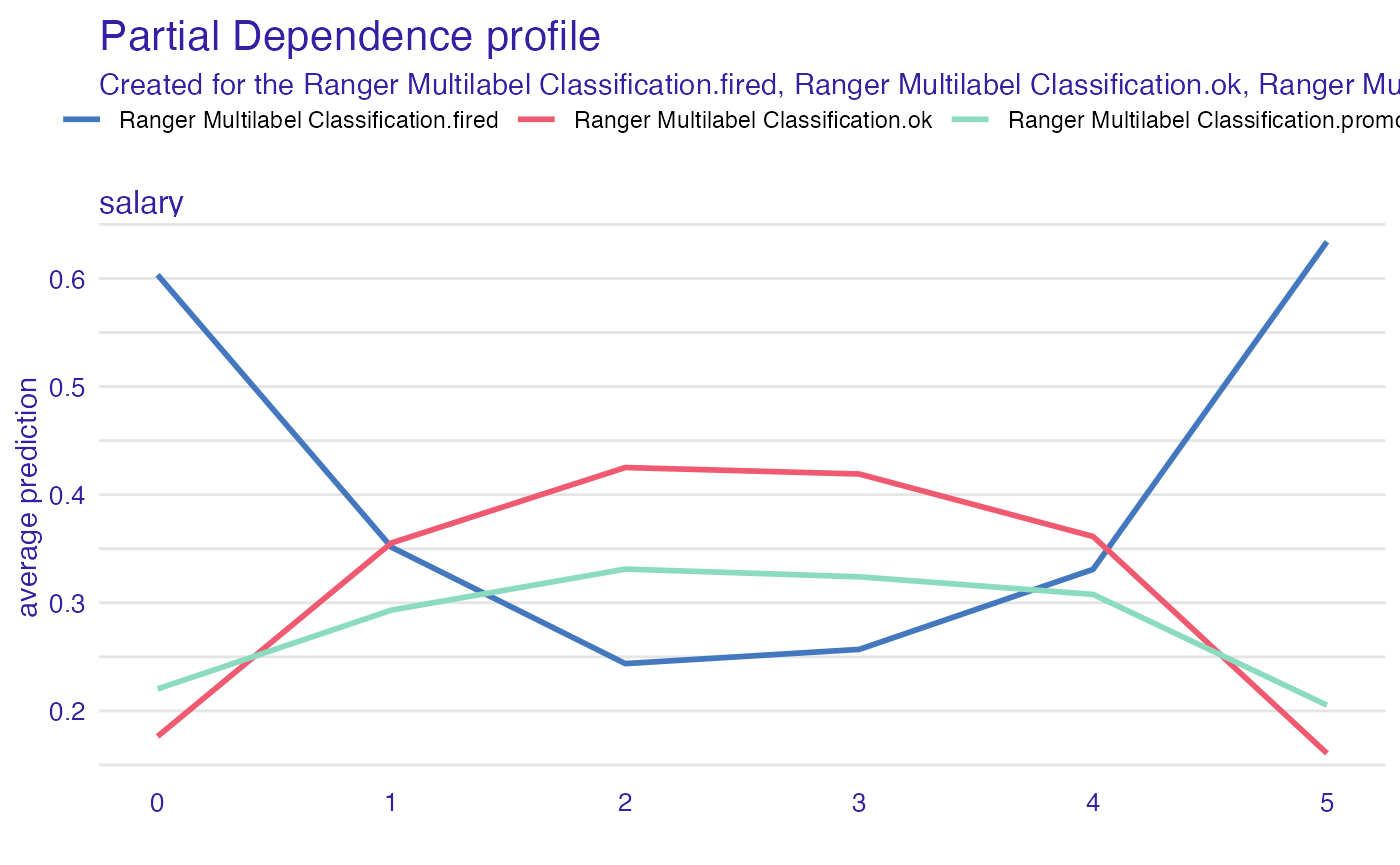 Partial Dependence profile
Created for the Ranger Multilabel Classification.fired, Ranger Multilabel Classification.ok, Ranger Mu
Ranger Multilabel Classification.fired Ranger Multilabel Classification.ok Ranger Multilabel Classification.promo
salary
0.6
0.5
0.4
0.3
0.2
average prediction
0 1 2 3 4 5